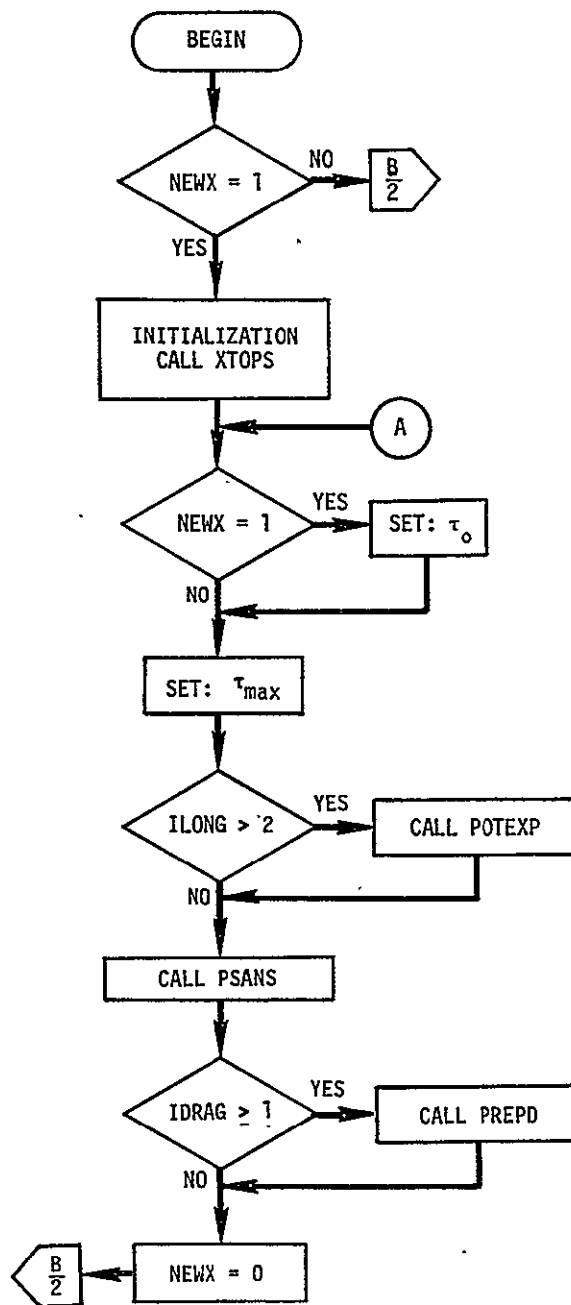 BEGIN
NEWX = 1
NO
B
2
YES
INITIALIZATION
CALL XTOPS
A
NEWX = 1
YES
SET: τo
NO
SET: τmax
ILONG > 2
YES
CALL POTEXP
NO
CALL PSANS
IDRAG ≥ 1
YES
CALL PREPD
NO
B
2
NEWX = 0